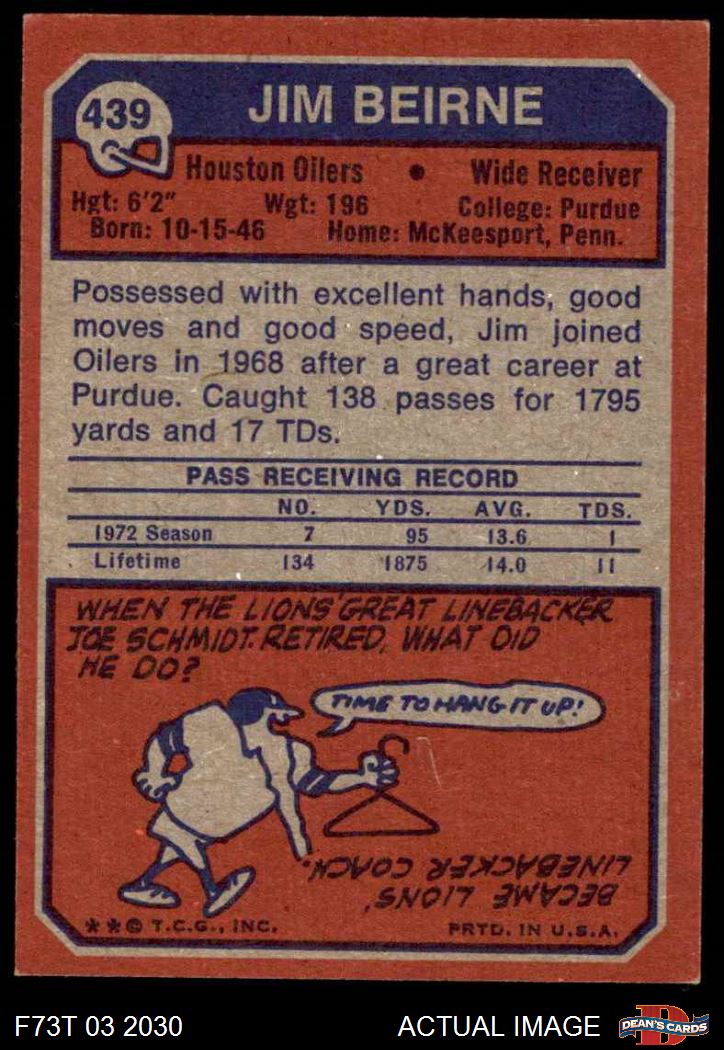 439
JIM BEIRNE
Houston Oilers • Wide Receiver
Hgt: 6'2" Wgt: 196 College: Purdue
Born: 10-15-46 Home: McKeesport, Penn.
Possessed with excellent hands, good
moves and good speed, Jim joined
Oilers in 1968 after a great career at
Purdue. Caught 138 passes for 1795
yards and 17 TDs.
PASS RECEIVING RECORD
NO. YDS. AVG. TDS.
1972 Season 7 95 13.6 1
Lifetime 134 1875 14.0 11
WHEN THE LIONS' GREAT LINEBACKER
JOE SCHMIDT RETIRED, WHAT DID
HE DO?
TIME TO HANG IT UP!
BECAME LIONS'
LINEBACKER COACH.
**© T.C.G., INC. PRTD. IN U.S.A.
F73T 03 2030 ACTUAL IMAGE
D
DEAN'S CARDS